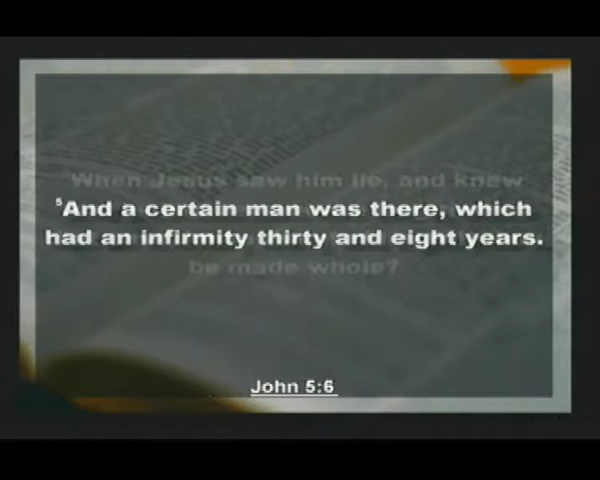 ⁶When Jesus saw him lie, and knew
⁵And a certain man was there, which
had an infirmity thirty and eight years.
be made whole?
John 5:6